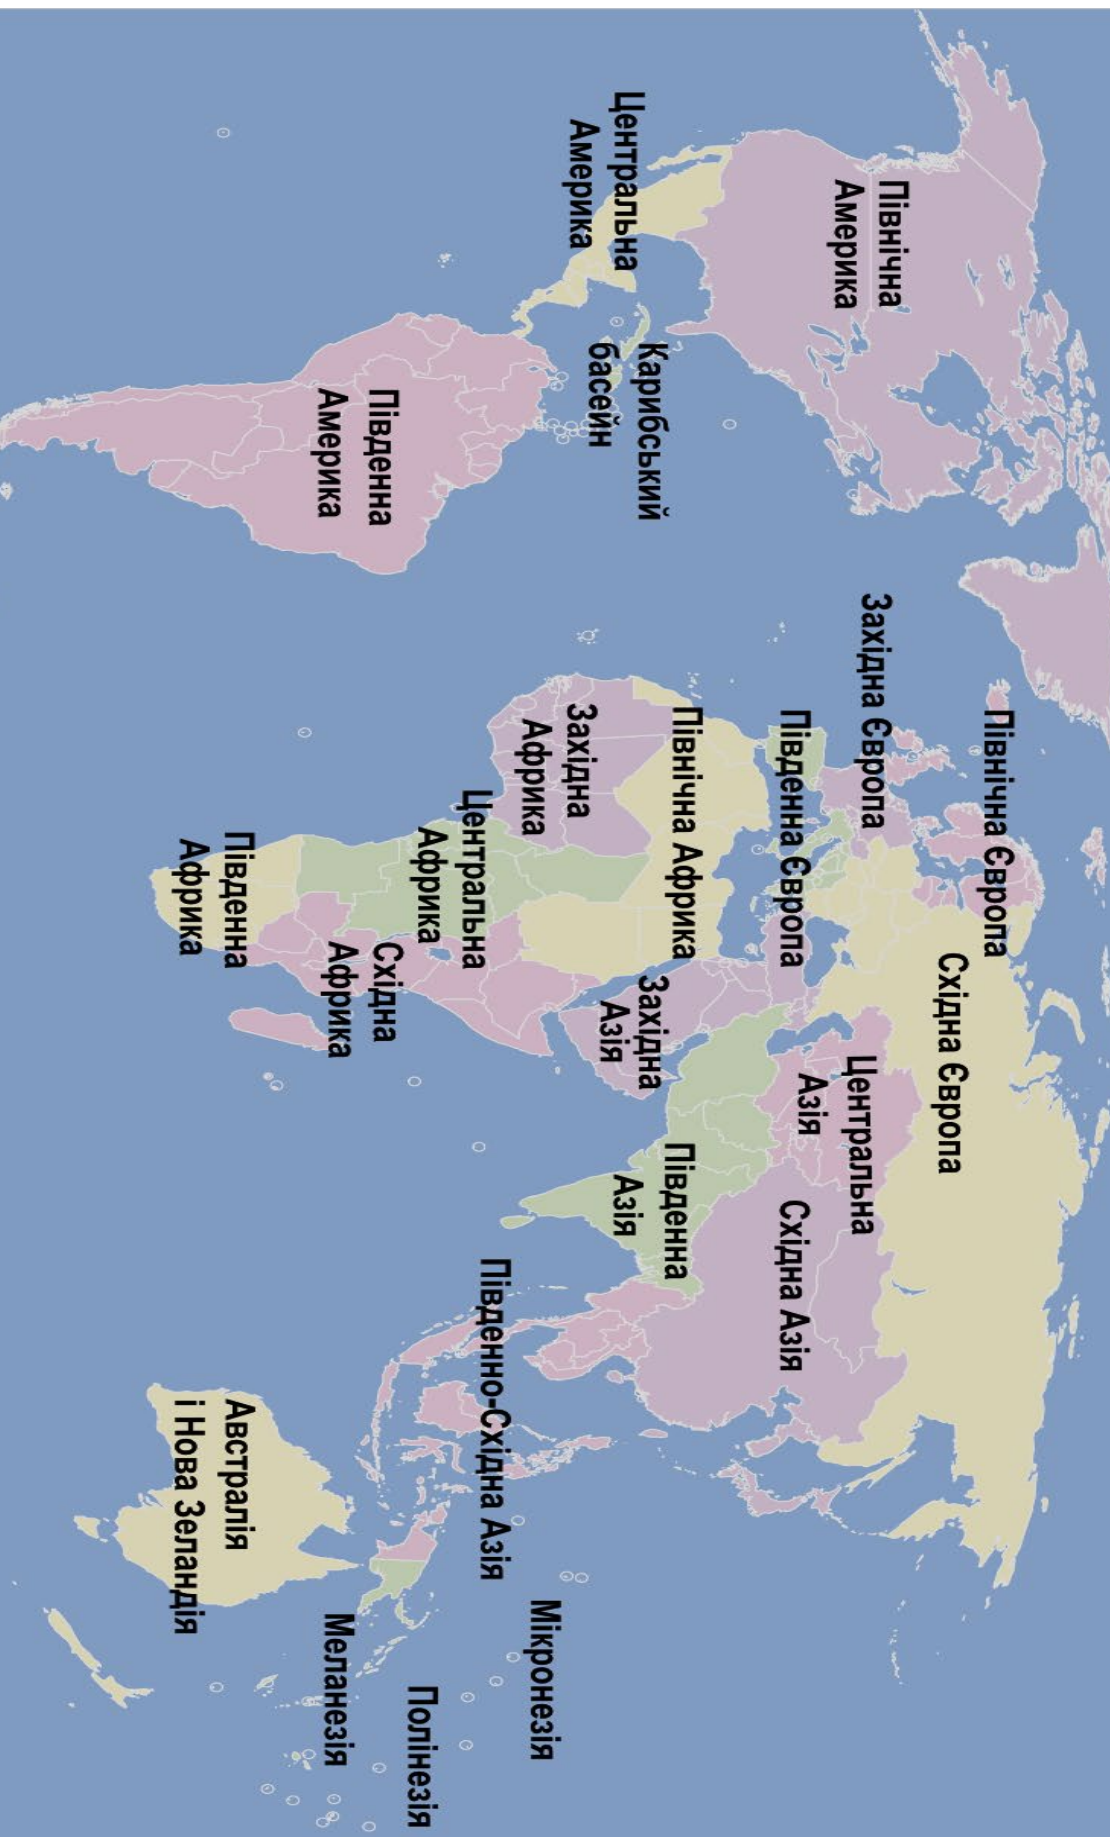 Північна
Америка
Центральна
Америка
Карибський
басейн
Південна
Америка
Північна Європа
Західна Європа
Південна Європа
Східна Європа
Північна Африка
Західна
Африка
Центральна
Африка
Східна
Африка
Південна
Африка
Західна
Азія
Центральна
Азія
Східна Азія
Південна
Азія
Південно-Східна Азія
Австралія
і Нова Зеландія
Мікронезія
Полінезія
Меланезія